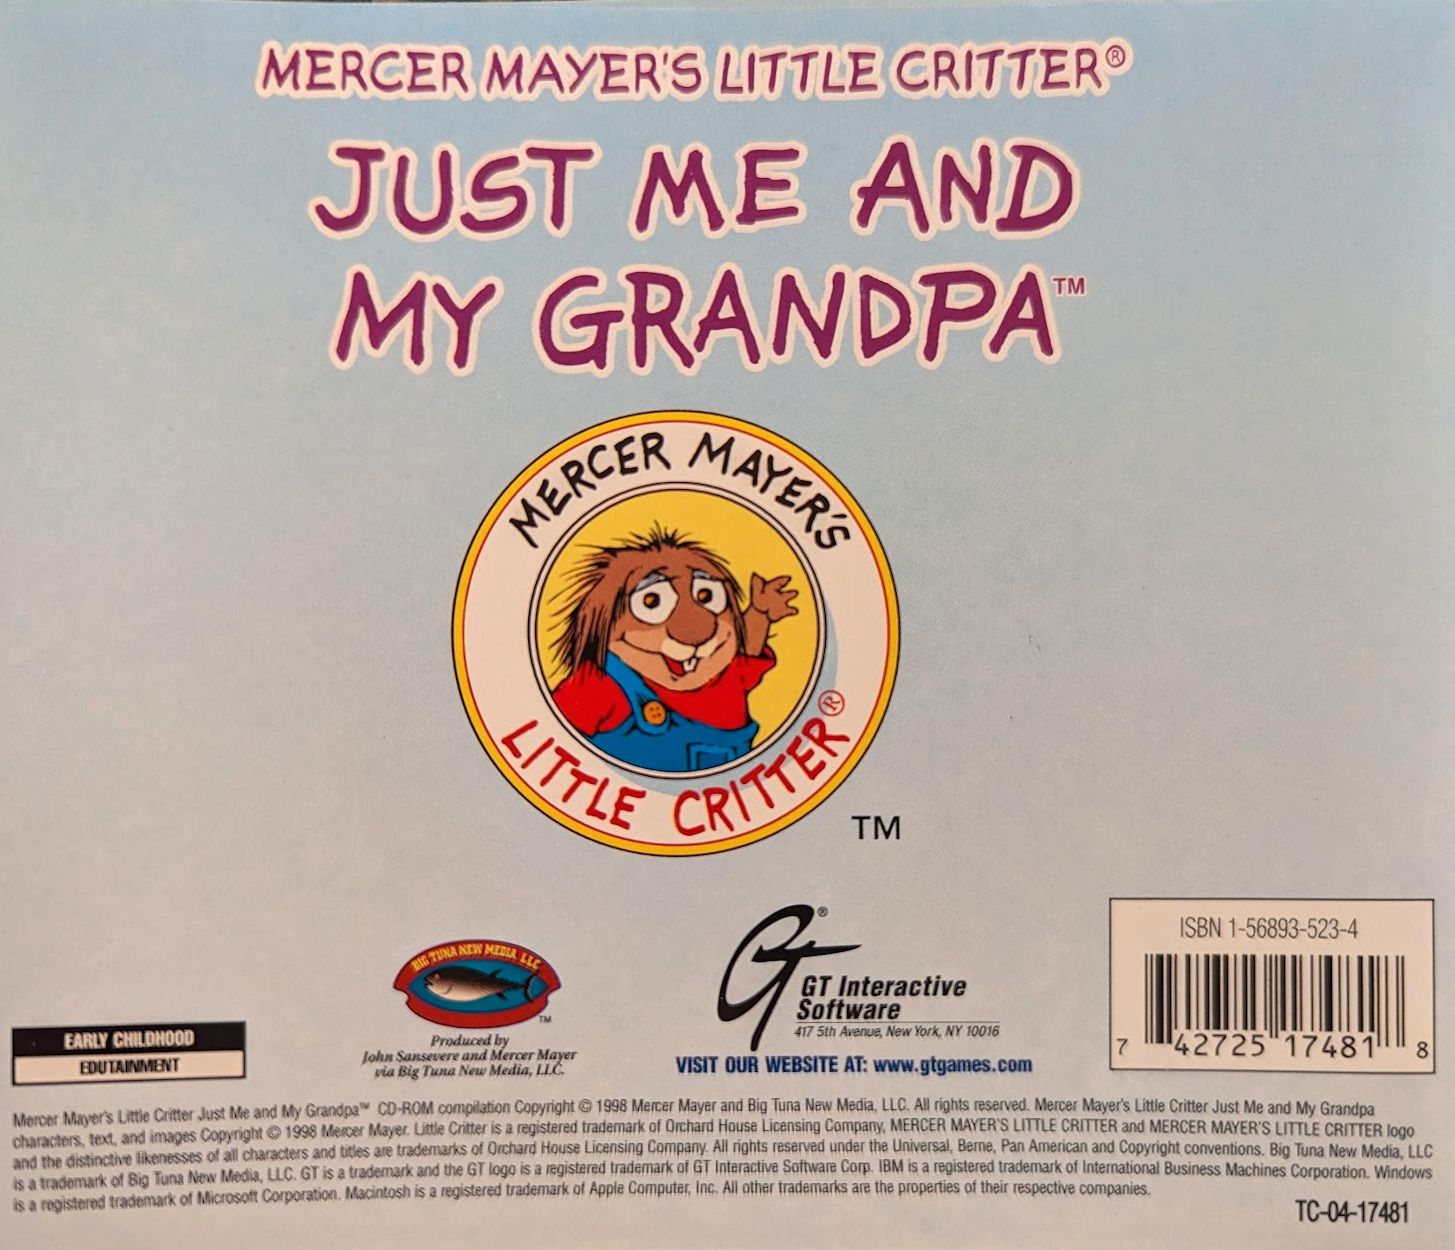 MERCER MAYER'S LITTLE CRITTER®
JUST ME AND
MY GRANDPA™
MERCER MAYER'S
LITTLE CRITTER®
TM
BIG TUNA NEW MEDIA, LLC
TM
Produced by
John Sansevere and Mercer Mayer
via Big Tuna New Media, LLC.
GT
®
GT Interactive
Software
417 5th Avenue, New York, NY 10016
VISIT OUR WEBSITE AT: www.gtgames.com
ISBN 1-56893-523-4
7 42725 17481 8
EARLY CHILDHOOD
EDUTAINMENT
Mercer Mayer's Little Critter Just Me and My Grandpa™ CD-ROM compilation Copyright © 1998 Mercer Mayer and Big Tuna New Media, LLC. All rights reserved. Mercer Mayer's Little Critter Just Me and My Grandpa
characters, text, and images Copyright © 1998 Mercer Mayer. Little Critter is a registered trademark of Orchard House Licensing Company, MERCER MAYER'S LITTLE CRITTER and MERCER MAYER'S LITTLE CRITTER logo
and the distinctive likenesses of all characters and titles are trademarks of Orchard House Licensing Company. All rights reserved under the Universal, Berne, Pan American and Copyright conventions. Big Tuna New Media, LLC
is a trademark of Big Tuna New Media, LLC. GT is a trademark and the GT logo is a registered trademark of GT Interactive Software Corp. IBM is a registered trademark of International Business Machines Corporation. Windows
is a registered trademark of Microsoft Corporation. Macintosh is a registered trademark of Apple Computer, Inc. All other trademarks are the properties of their respective companies.
TC-04-17481